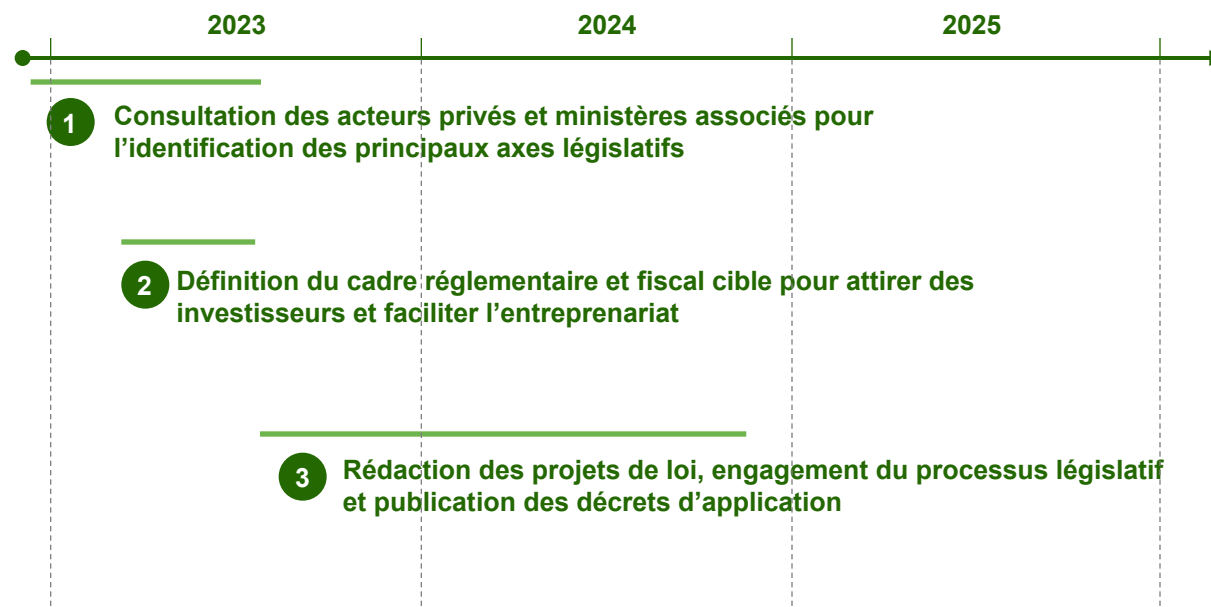 2023 2024 2025
1 Consultation des acteurs privés et ministères associés pour
l’identification des principaux axes législatifs
2 Définition du cadre réglementaire et fiscal cible pour attirer des
investisseurs et faciliter l’entreprenariat
3 Rédaction des projets de loi, engagement du processus législatif
et publication des décrets d’application